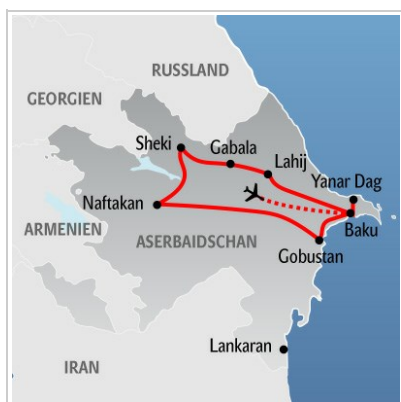 RUSSLAND
GEORGIEN
Sheki
Gabala
Lahij
Yanar Dag
Naftakan
Baku
ARMENIEN
ASERBAIDSCHAN
Gobustan
Lankaran
IRAN